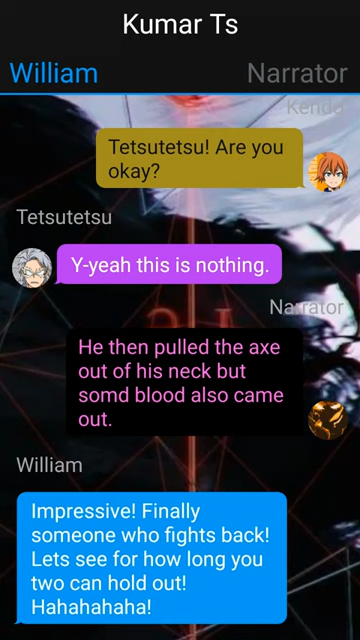 Kumar Ts
William
Narrator
Kendo
Tetsutetsu! Are you
okay?
Tetsutetsu
Y-yeah this is nothing.
Narrator
He then pulled the axe
out of his neck but
somd blood also came
out.
William
Impressive! Finally
someone who fights back!
Lets see for how long you
two can hold out!
Hahahahaha!